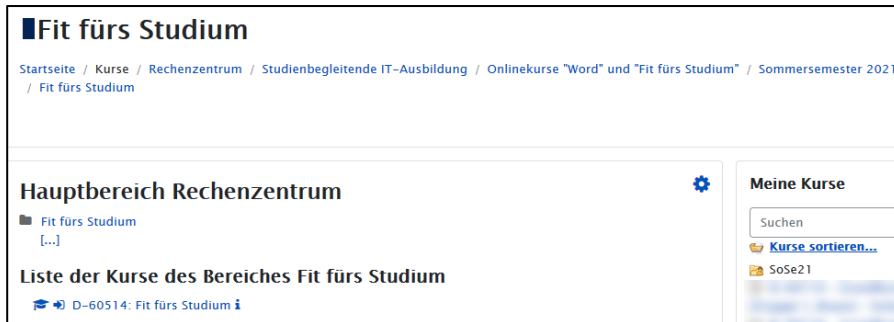 Fit fürs Studium
Startseite / Kurse / Rechenzentrum / Studienbegleitende IT-Ausbildung / Onlinekurse "Word" und "Fit fürs Studium" / Sommersemester 2021
/ Fit fürs Studium
Hauptbereich Rechenzentrum
Fit fürs Studium
[...]
Liste der Kurse des Bereiches Fit fürs Studium
D-60514: Fit fürs Studium
Meine Kurse
Suchen
Kurse sortieren...
SoSe21